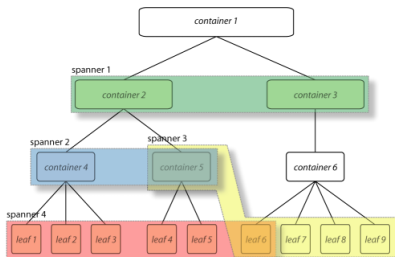 container 1
spanner 1
container 2
container 3
spanner 2
spanner 3
container 4
container 5
container 6
spanner 4
leaf 1
leaf 2
leaf 3
leaf 4
leaf 5
leaf 6
leaf 7
leaf 8
leaf 9